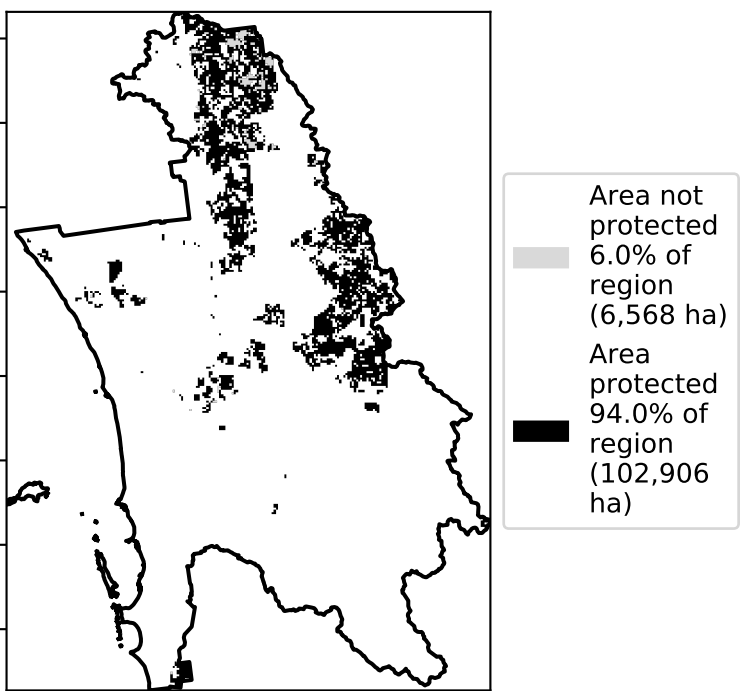 Area not
protected
6.0% of
region
(6,568 ha)
Area
protected
94.0% of
region
(102,906
ha)